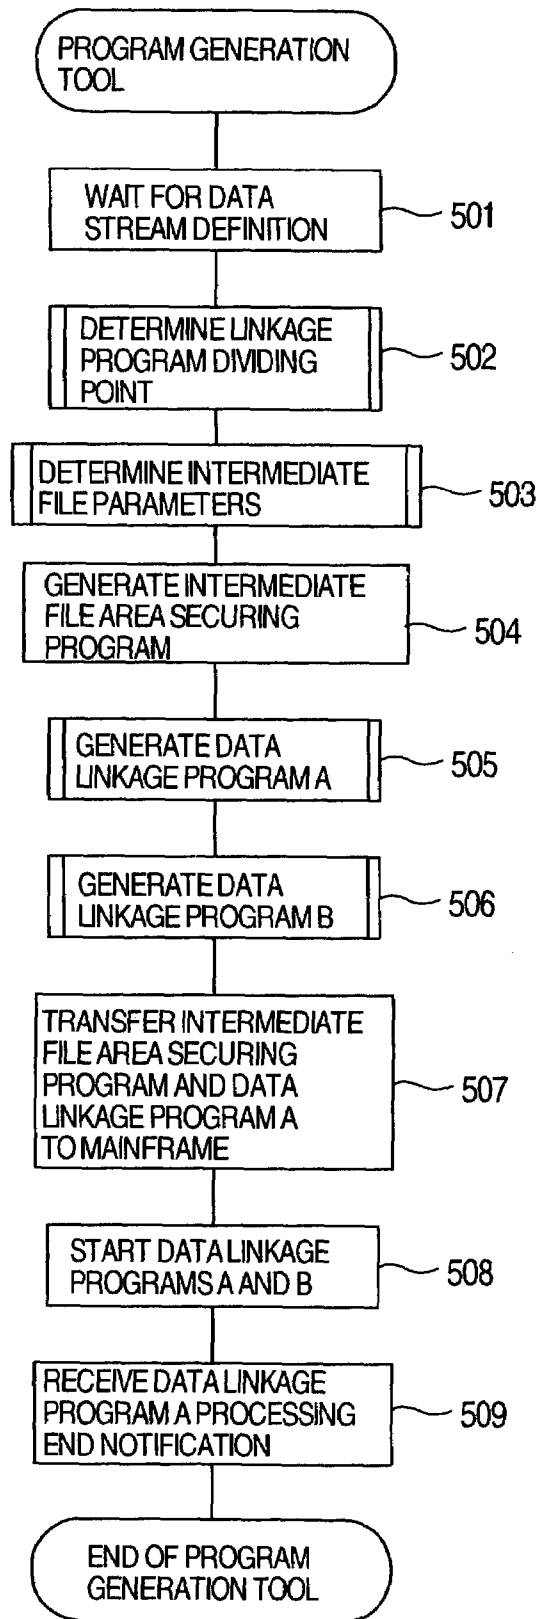 PROGRAM GENERATION
TOOL
WAIT FOR DATA
STREAM DEFINITION
501
DETERMINE LINKAGE
PROGRAM DIVIDING
POINT
502
DETERMINE INTERMEDIATE
FILE PARAMETERS
503
GENERATE INTERMEDIATE
FILE AREA SECURING
PROGRAM
504
GENERATE DATA
LINKAGE PROGRAM A
505
GENERATE DATA
LINKAGE PROGRAM B
506
TRANSFER INTERMEDIATE
FILE AREA SECURING
PROGRAM AND DATA
LINKAGE PROGRAM A
TO MAINFRAME
507
START DATA LINKAGE
PROGRAMS A AND B
508
RECEIVE DATA LINKAGE
PROGRAM A PROCESSING
END NOTIFICATION
509
END OF PROGRAM
GENERATION TOOL